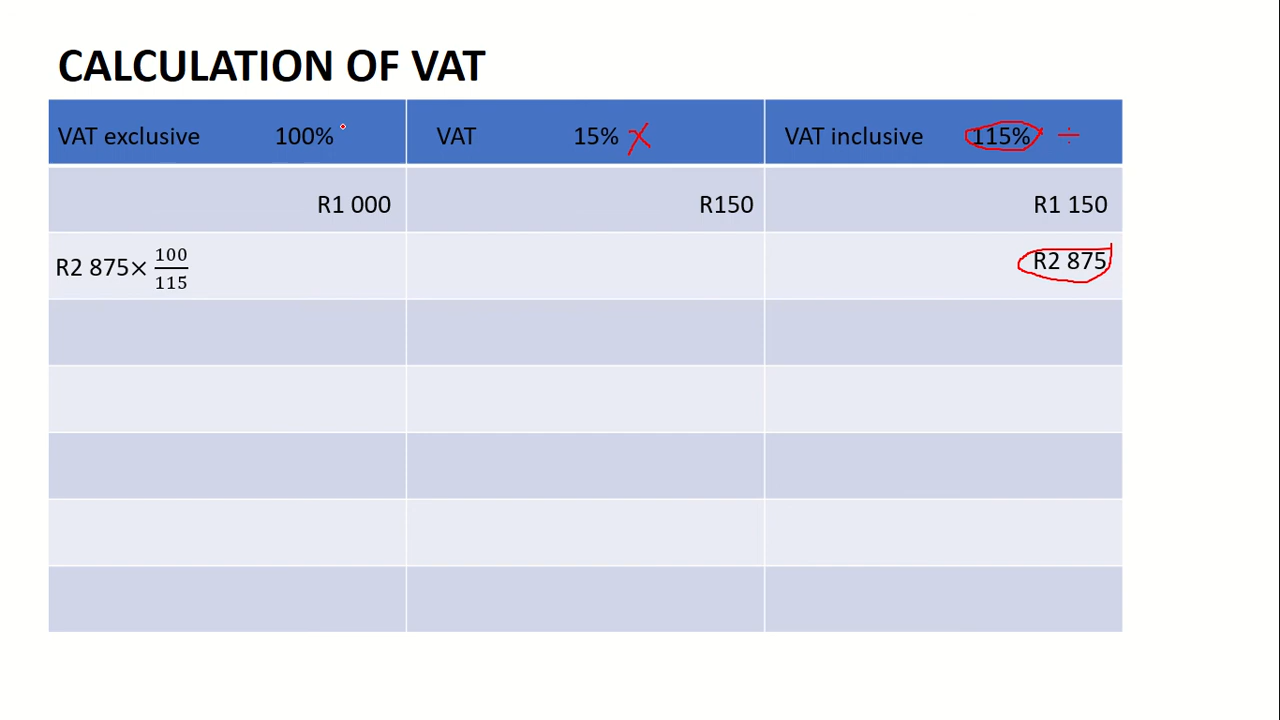 CALCULATION OF VAT
VAT exclusive 100% VAT 15% × VAT inclusive 115% ÷
R1 000 R150 R1 150
R2 875× 100/115 R2 875